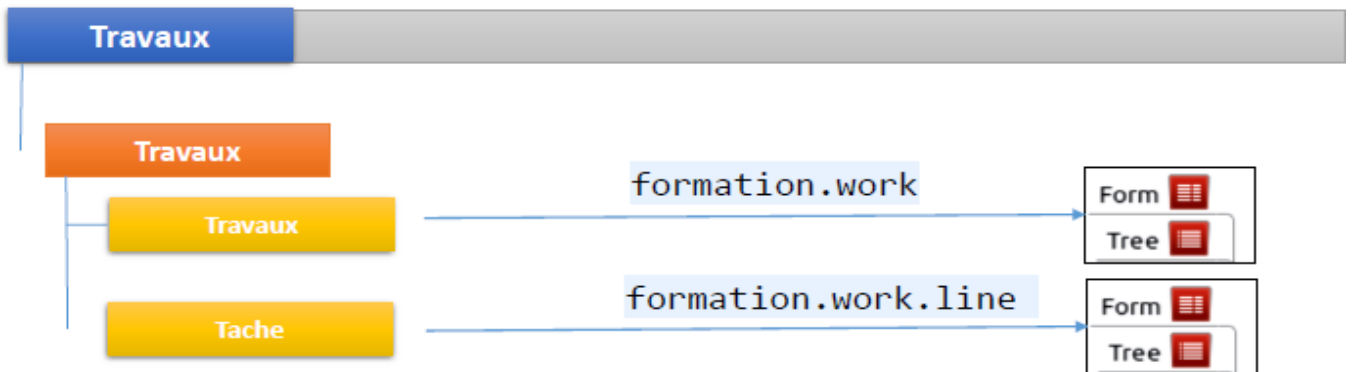 Travaux
Travaux
Travaux
formation.work
Form
Tree
Tache
formation.work.line
Form
Tree